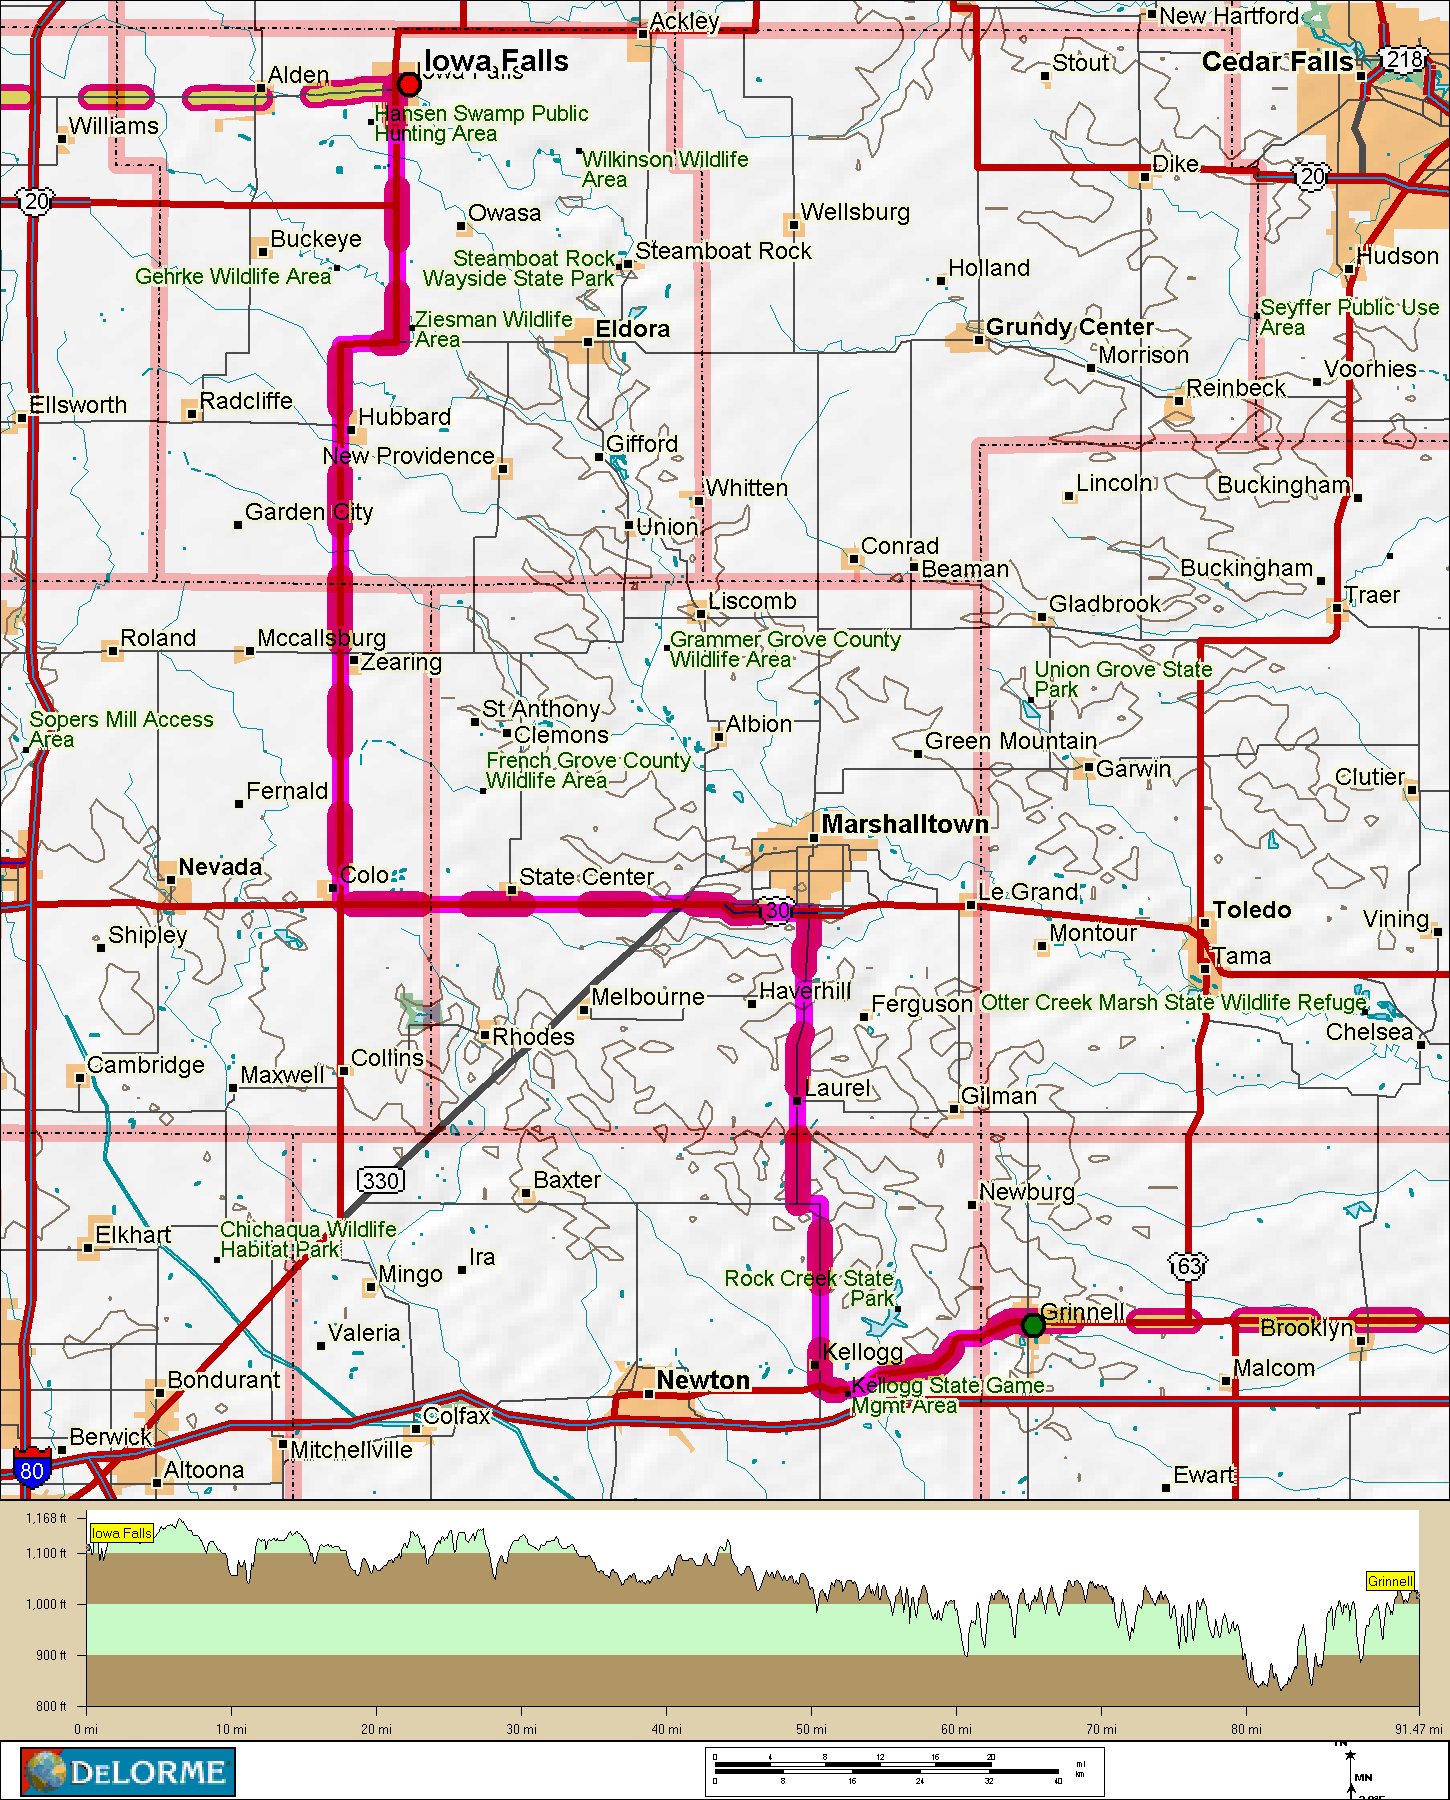 Ackley
New Hartford
Iowa Falls
Iowa Falls
Stout
Cedar Falls
218
Alden
Williams
Hansen Swamp Public
Hunting Area
Wilkinson Wildlife
Area
Dike
20
20
Owasa
Wellsburg
Buckeye
Steamboat Rock
Wayside State Park
Steamboat Rock
Hudson
Gehrke Wildlife Area
Holland
Seyffer Public Use
Area
Ziesman Wildlife
Area
Eldora
Grundy Center
Morrison
Voorhies
Reinbeck
Ellsworth
Radcliffe
Hubbard
Gifford
New Providence
Whitten
Lincoln
Buckingham
Garden City
Union
Conrad
Beaman
Buckingham
Traer
Liscomb
Gladbrook
Roland
Mccallsburg
Zearing
Grammer Grove County
Wildlife Area
Union Grove State
Park
Sopers Mill Access
Area
St Anthony
Clemons
Albion
Green Mountain
French Grove County
Wildlife Area
Garwin
Clutier
Fernald
Marshalltown
Nevada
Colo
State Center
Le Grand
30
Toledo
Vining
Shipley
Montour
Tama
Melbourne
Haverhill
Ferguson
Otter Creek Marsh State Wildlife Refuge
Chelsea
Rhodes
Cambridge
Maxwell
Collins
Laurel
Gilman
330
Baxter
Newburg
Elkhart
Chichaqua Wildlife
Habitat Park
Ira
Mingo
63
Rock Creek State
Park
Grinnell
Valeria
Brooklyn
Kellogg
Malcom
Bondurant
Newton
Kellogg State Game
Mgmt Area
Colfax
Berwick
Mitchellville
80
Altoona
Ewart
1,168 ft
Iowa Falls
1,100 ft
Grinnell
1,000 ft
900 ft
800 ft
0 mi 10 mi 20 mi 30 mi 40 mi 50 mi 60 mi 70 mi 80 mi 91.47 mi
DELORME
0 4 8 12 16 20 mi
0 8 16 24 32 40 km
MN